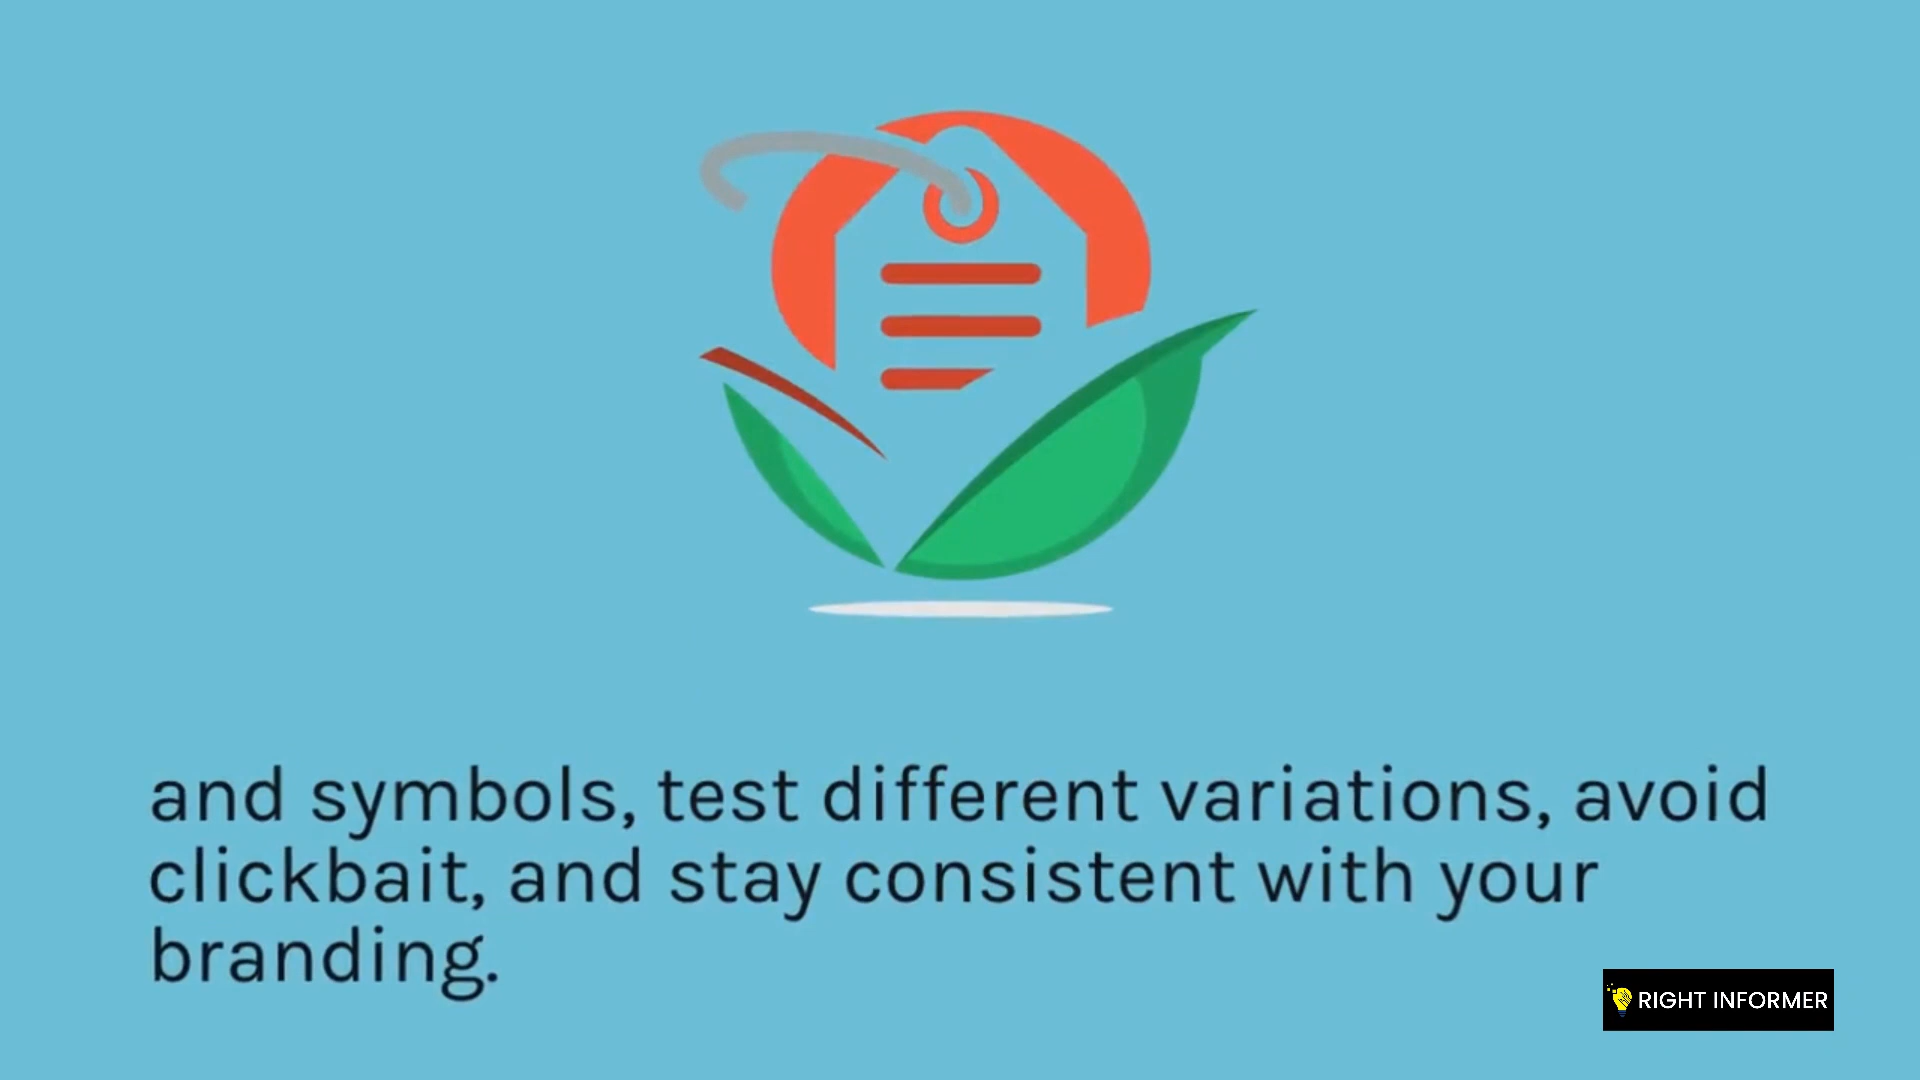 and symbols, test different variations, avoid
clickbait, and stay consistent with your
branding.
RIGHT INFORMER